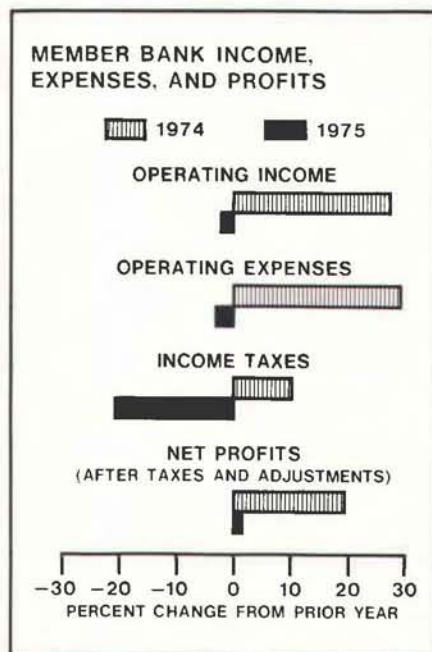 MEMBER BANK INCOME,
EXPENSES, AND PROFITS
1974 1975
OPERATING INCOME
OPERATING EXPENSES
INCOME TAXES
NET PROFITS
(AFTER TAXES AND ADJUSTMENTS)
−30 −20 −10 0 10 20 30
PERCENT CHANGE FROM PRIOR YEAR